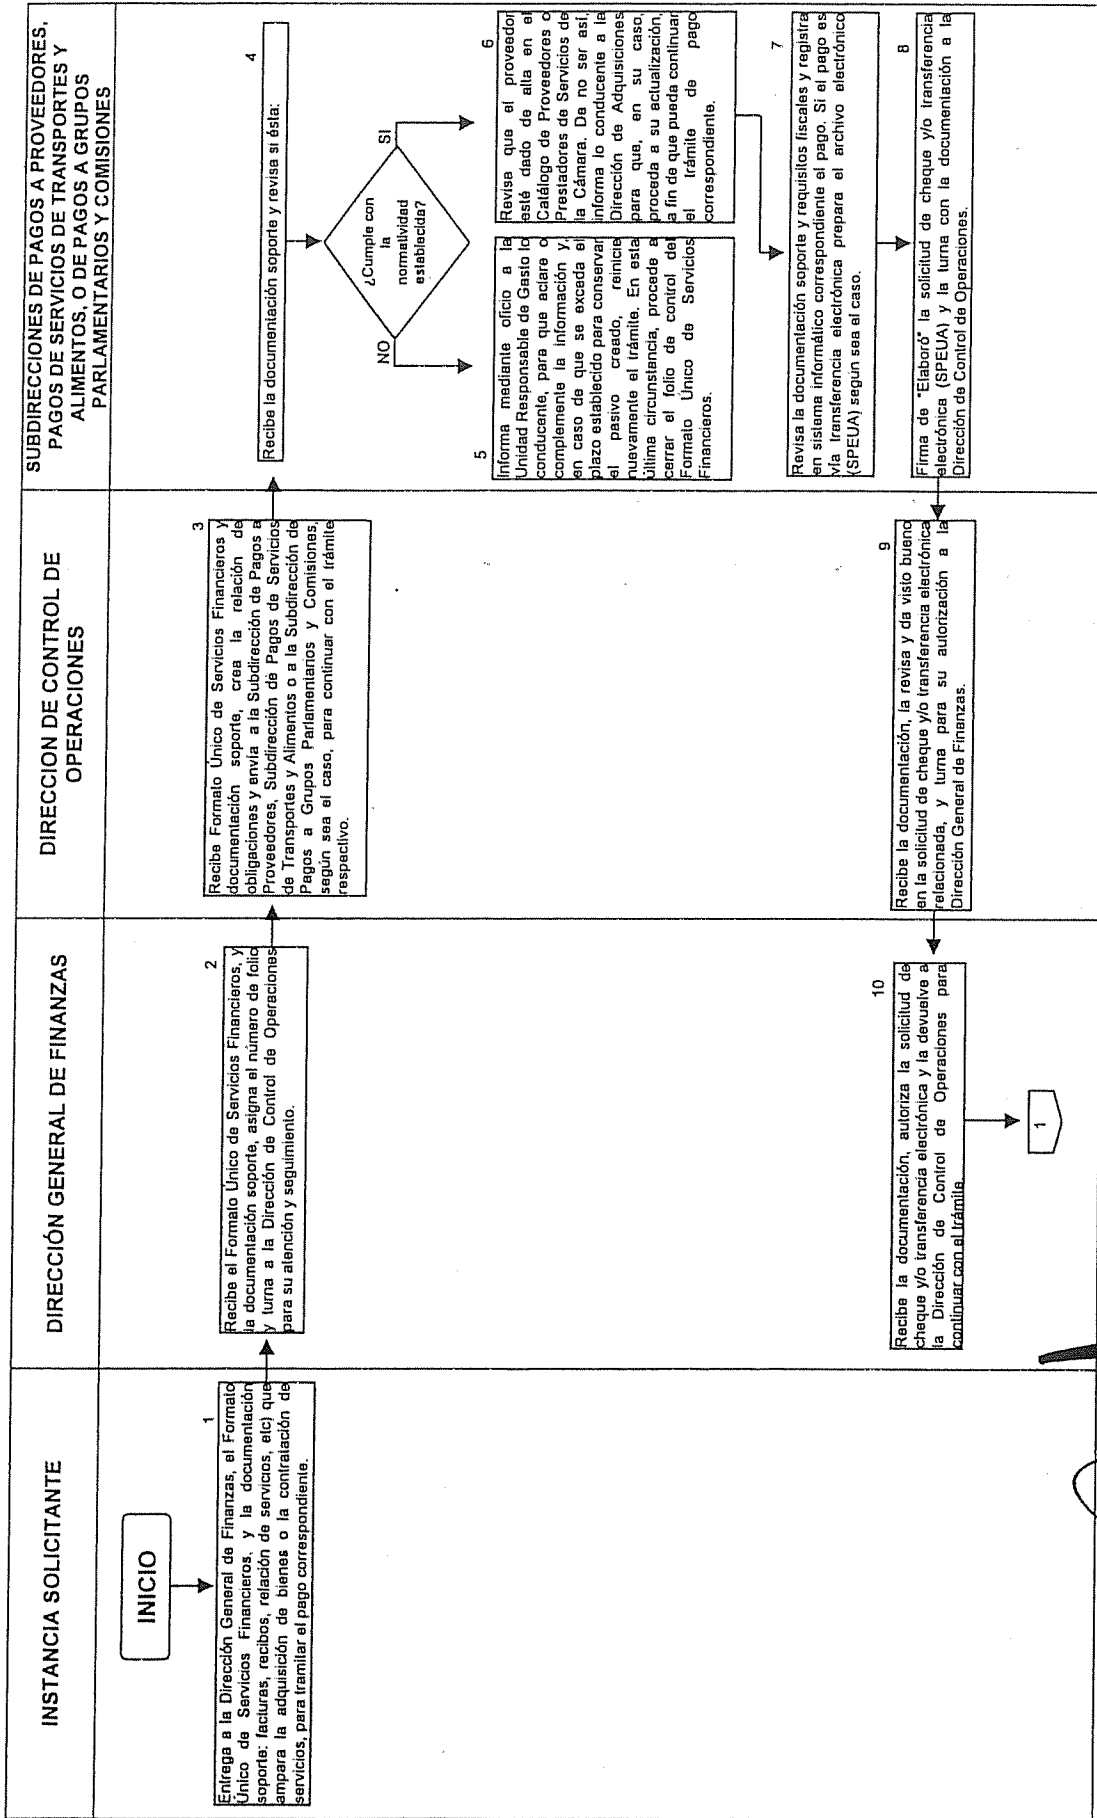 INSTANCIA SOLICITANTE
DIRECCIÓN GENERAL DE FINANZAS
DIRECCION DE CONTROL DE
OPERACIONES
SUBDIRECCIONES DE PAGOS A PROVEEDORES,
PAGOS DE SERVICIOS DE TRANSPORTES Y
ALIMENTOS, O DE PAGOS A GRUPOS
PARLAMENTARIOS Y COMISIONES
INICIO
1
Entrega a la Dirección General de Finanzas, el Formato
Único de Servicios Financieros, y la documentación
soporte: facturas, recibos, relación de servicios, etc) que
ampara la adquisición de bienes o la contratación de
servicios, para tramitar el pago correspondiente.
2
Recibe el Formato Único de Servicios Financieros, y
la documentación soporte, asigna el número de folio
y turna a la Dirección de Control de Operaciones
para su atención y seguimiento.
3
Recibe Formato Único de Servicios Financieros y
documentación soporte, crea la relación de
obligaciones y envía a la Subdirección de Pagos a
Proveedores, Subdirección de Pagos de Servicios
de Transportes y Alimentos o a la Subdirección de
Pagos a Grupos Parlamentarios y Comisiones,
según sea el caso, para continuar con el trámite
respectivo.
4
Recibe la documentación soporte y revisa si ésta:
¿Cumple con
la
normatividad
establecida?
NO
SI
5
Informa mediante oficio a la
Unidad Responsable de Gasto lo
conducente, para que aclare o
complemente la información y,
en caso de que se exceda el
plazo establecido para conservar
el pasivo creado, reinicie
nuevamente el trámite. En esta
última circunstancia, procede a
cerrar el folio de control del
Formato Único de Servicios
Financieros.
6
Revisa que el proveedor
esté dado de alta en el
Catálogo de Proveedores o
Prestadores de Servicios de
la Cámara. De no ser así,
informa lo conducente a la
Dirección de Adquisiciones
para que, en su caso,
proceda a su actualización,
a fin de que pueda continuar
el trámite de pago
correspondiente.
7
Revisa la documentación soporte y requisitos fiscales y registra
en sistema informático correspondiente el pago. Si el pago es
vía transferencia electrónica prepara el archivo electrónico
(SPEUA) según sea el caso.
8
Firma de "Elaboró" la solicitud de cheque y/o transferencia
electrónica (SPEUA) y la turna con la documentación a la
Dirección de Control de Operaciones.
9
Recibe la documentación, la revisa y da visto bueno
en la solicitud de cheque y/o transferencia electrónica
relacionada, y turna para su autorización a la
Dirección General de Finanzas.
10
Recibe la documentación, autoriza la solicitud de
cheque y/o transferencia electrónica y la devuelve a
la Dirección de Control de Operaciones para
continuar con el trámite.
1